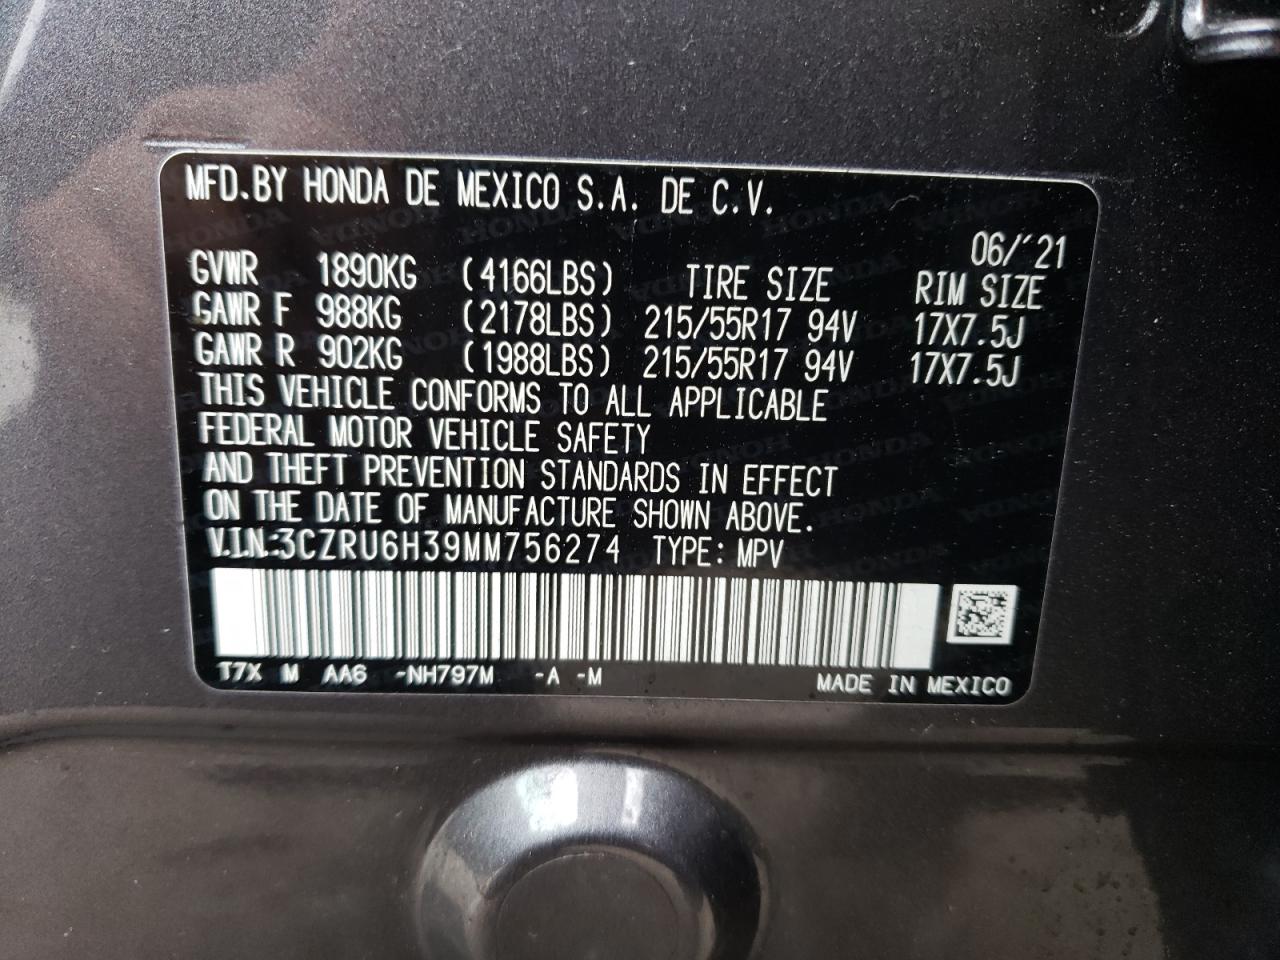 MFD.BY HONDA DE MEXICO S.A. DE C.V.
06/´21
GVWR 1890KG (4166LBS) TIRE SIZE RIM SIZE
GAWR F 988KG (2178LBS) 215/55R17 94V 17X7.5J
GAWR R 902KG (1988LBS) 215/55R17 94V 17X7.5J
THIS VEHICLE CONFORMS TO ALL APPLICABLE
FEDERAL MOTOR VEHICLE SAFETY
AND THEFT PREVENTION STANDARDS IN EFFECT
ON THE DATE OF MANUFACTURE SHOWN ABOVE.
V.I.N:3CZRU6H39MM756274 TYPE: MPV
T7X M AA6 -NH797M -A -M MADE IN MEXICO